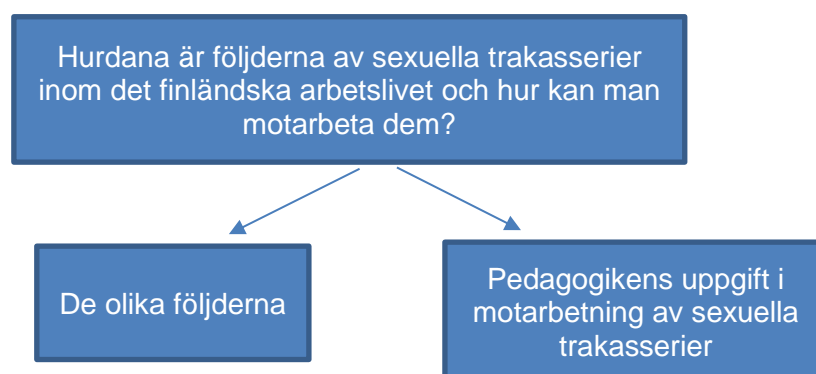 Hurdana är följderna av sexuella trakasserier
inom det finländska arbetslivet och hur kan man
motarbeta dem?
De olika följderna
Pedagogikens uppgift i
motarbetning av sexuella
trakasserier